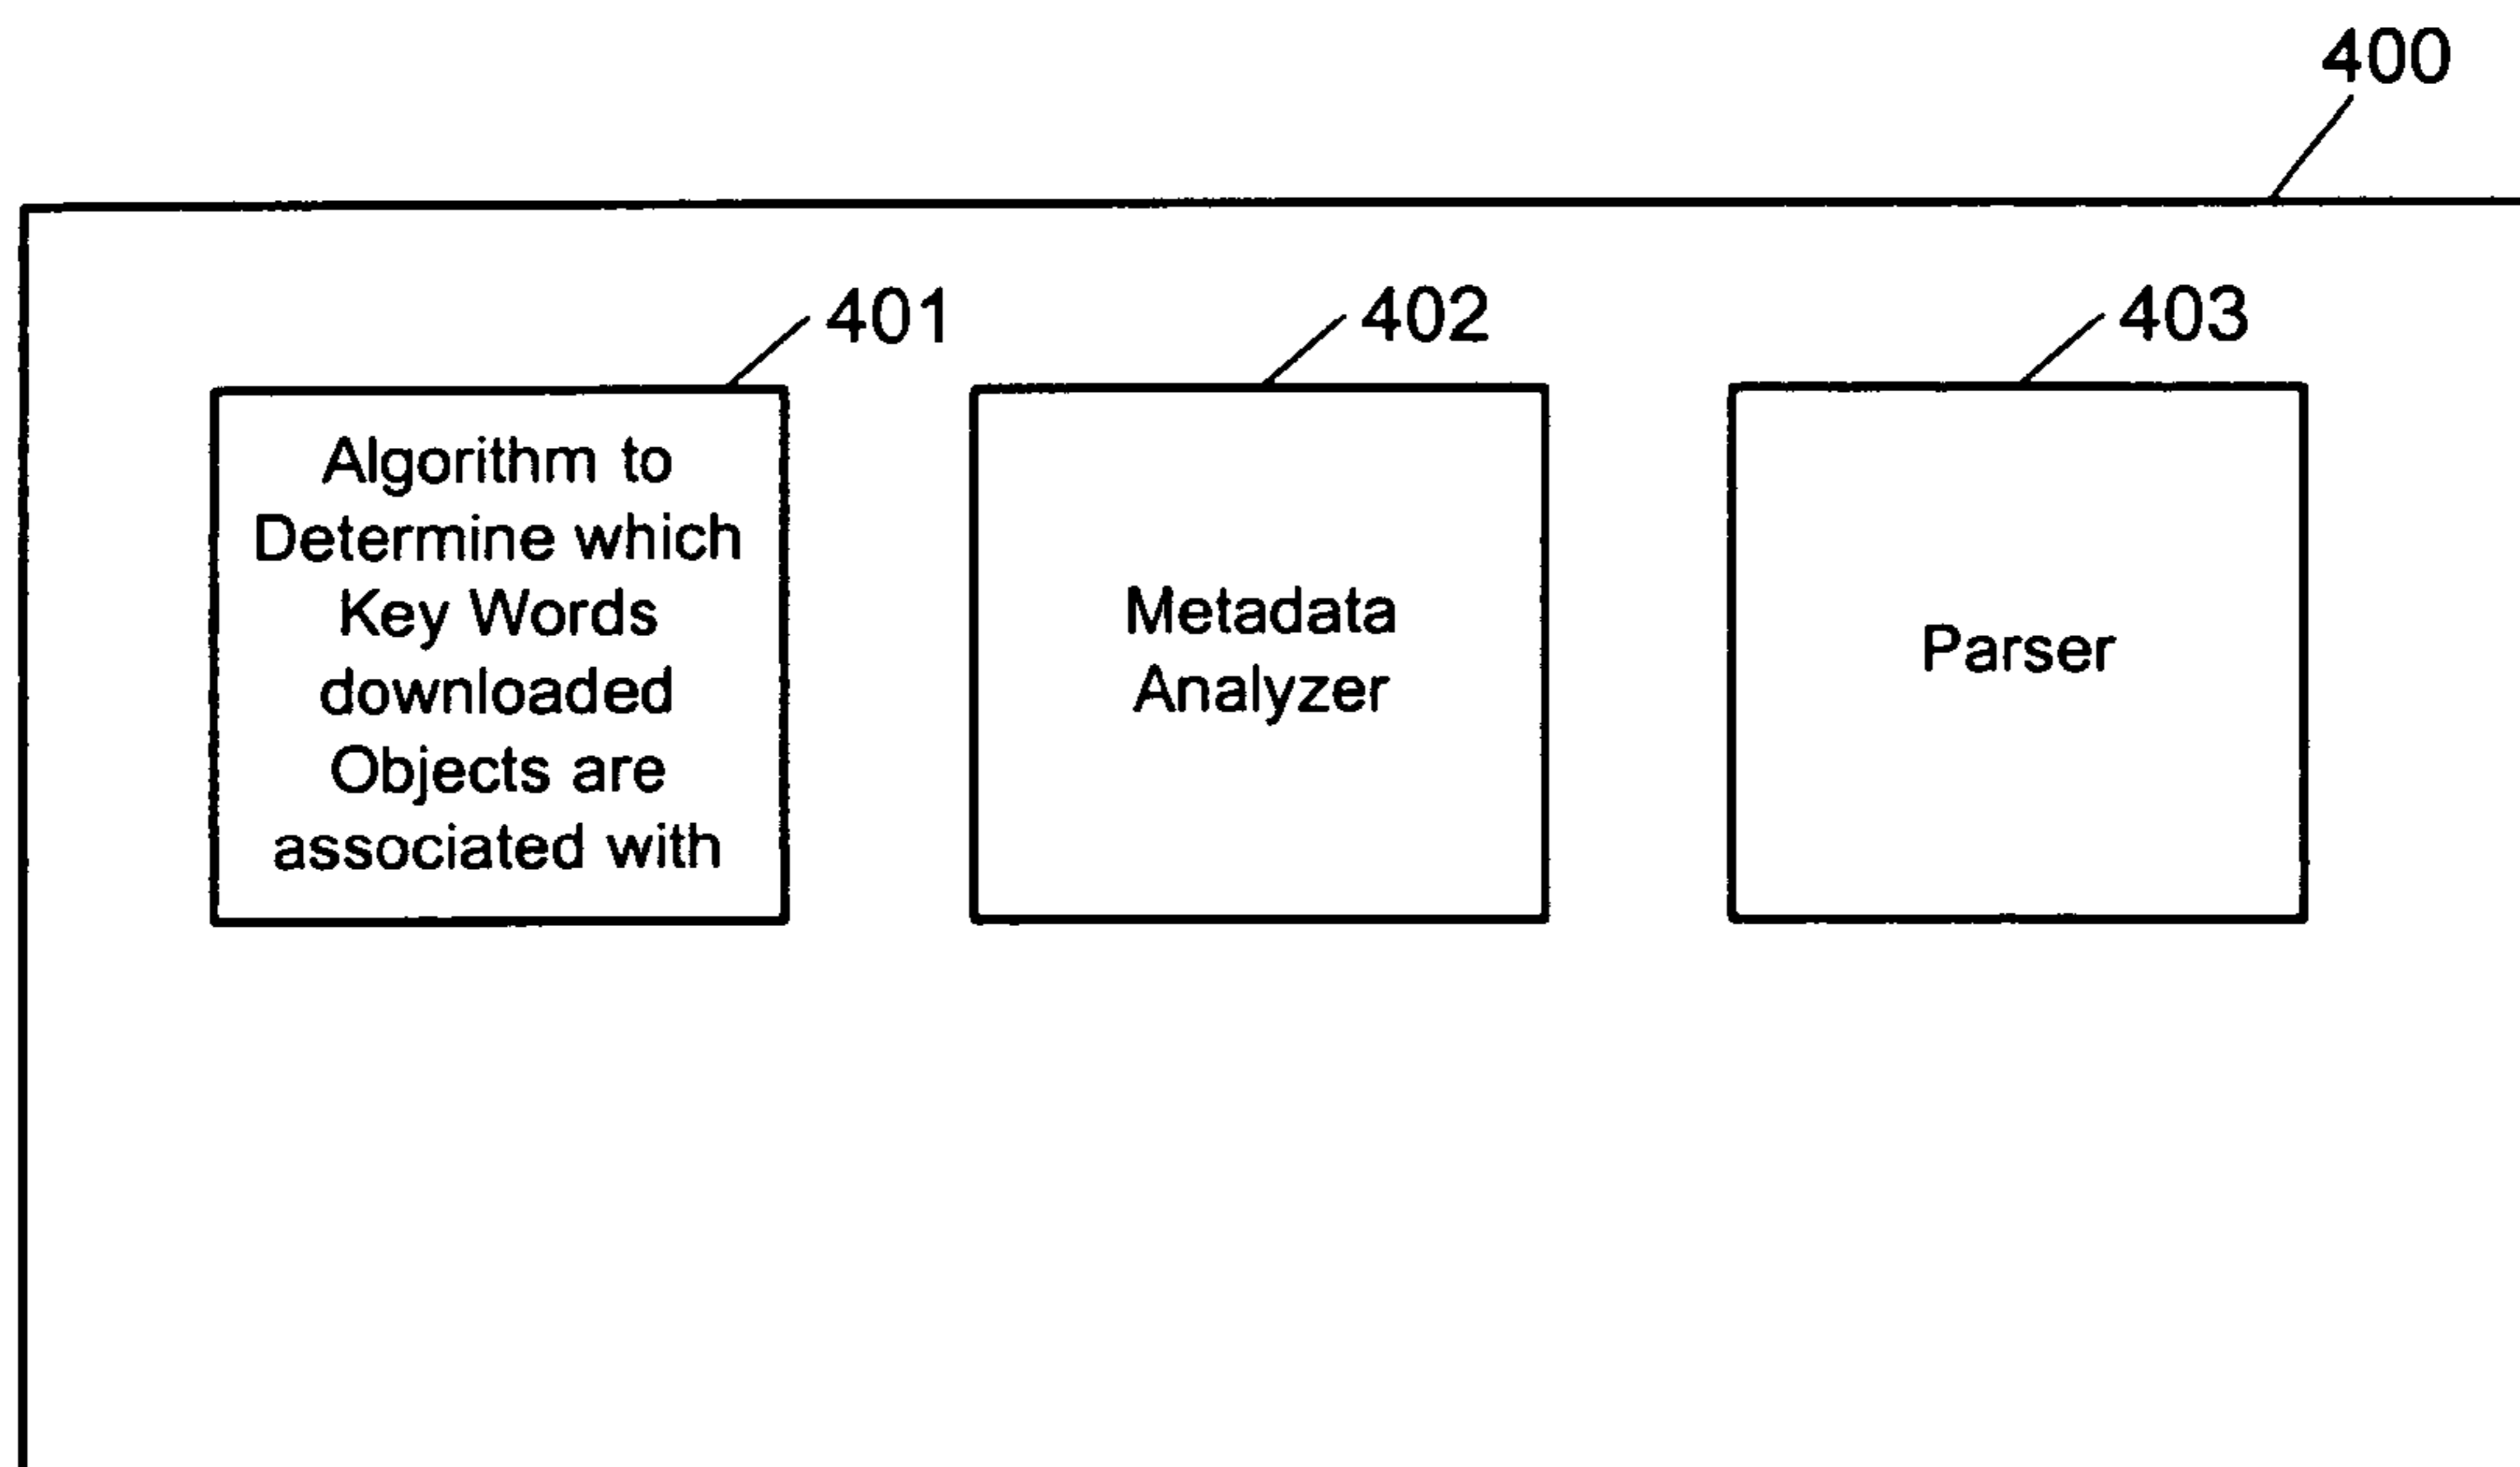 400
401
402
403
Algorithm to
Determine which
Key Words
downloaded
Objects are
associated with
Metadata
Analyzer
Parser